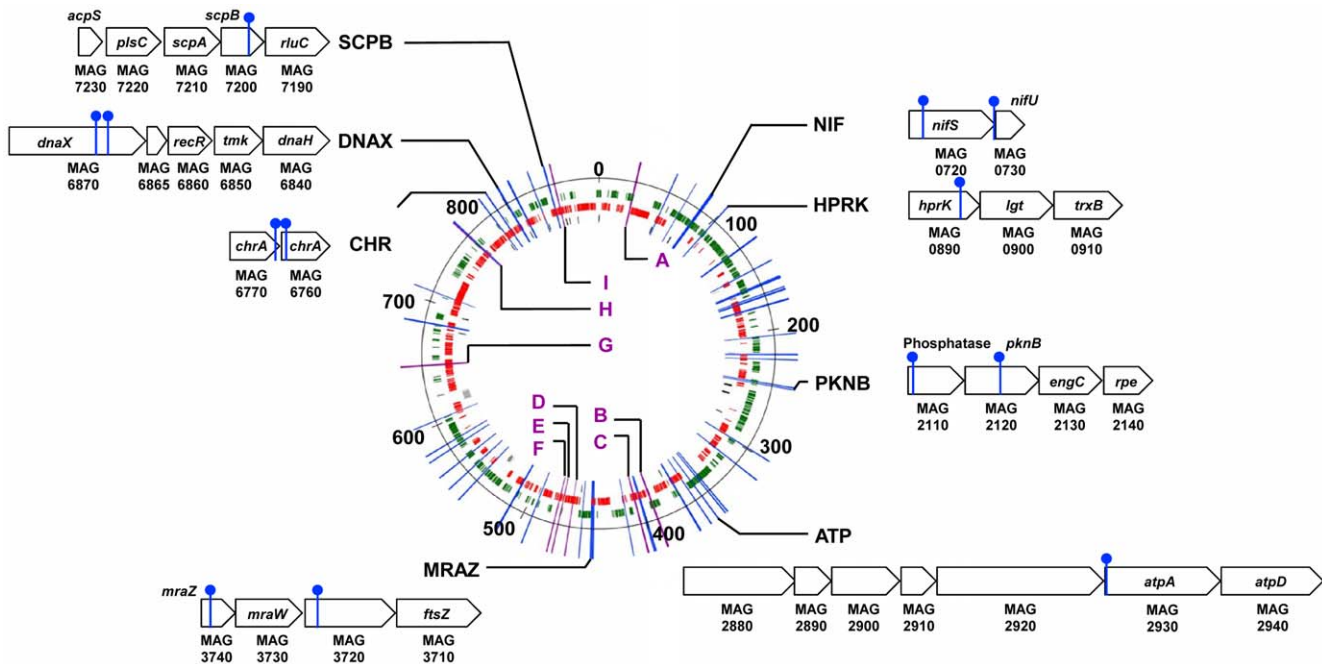 acpS
scpB
plsC
scpA
rluC
SCPB
MAG
7230
MAG
7220
MAG
7210
MAG
7200
MAG
7190
dnaX
recR
tmk
dnaH
DNAX
MAG
6870
MAG
6865
MAG
6860
MAG
6850
MAG
6840
chrA
chrA
CHR
MAG
6770
MAG
6760
NIF
nifS
nifU
MAG
0720
MAG
0730
HPRK
hprK
lgt
trxB
MAG
0890
MAG
0900
MAG
0910
0
100
200
300
400
500
600
700
800
A
I
H
G
D
E
F
B
C
PKNB
Phosphatase
pknB
engC
rpe
MAG
2110
MAG
2120
MAG
2130
MAG
2140
ATP
atpA
atpD
MAG
2880
MAG
2890
MAG
2900
MAG
2910
MAG
2920
MAG
2930
MAG
2940
MRAZ
mraZ
mraW
ftsZ
MAG
3740
MAG
3730
MAG
3720
MAG
3710